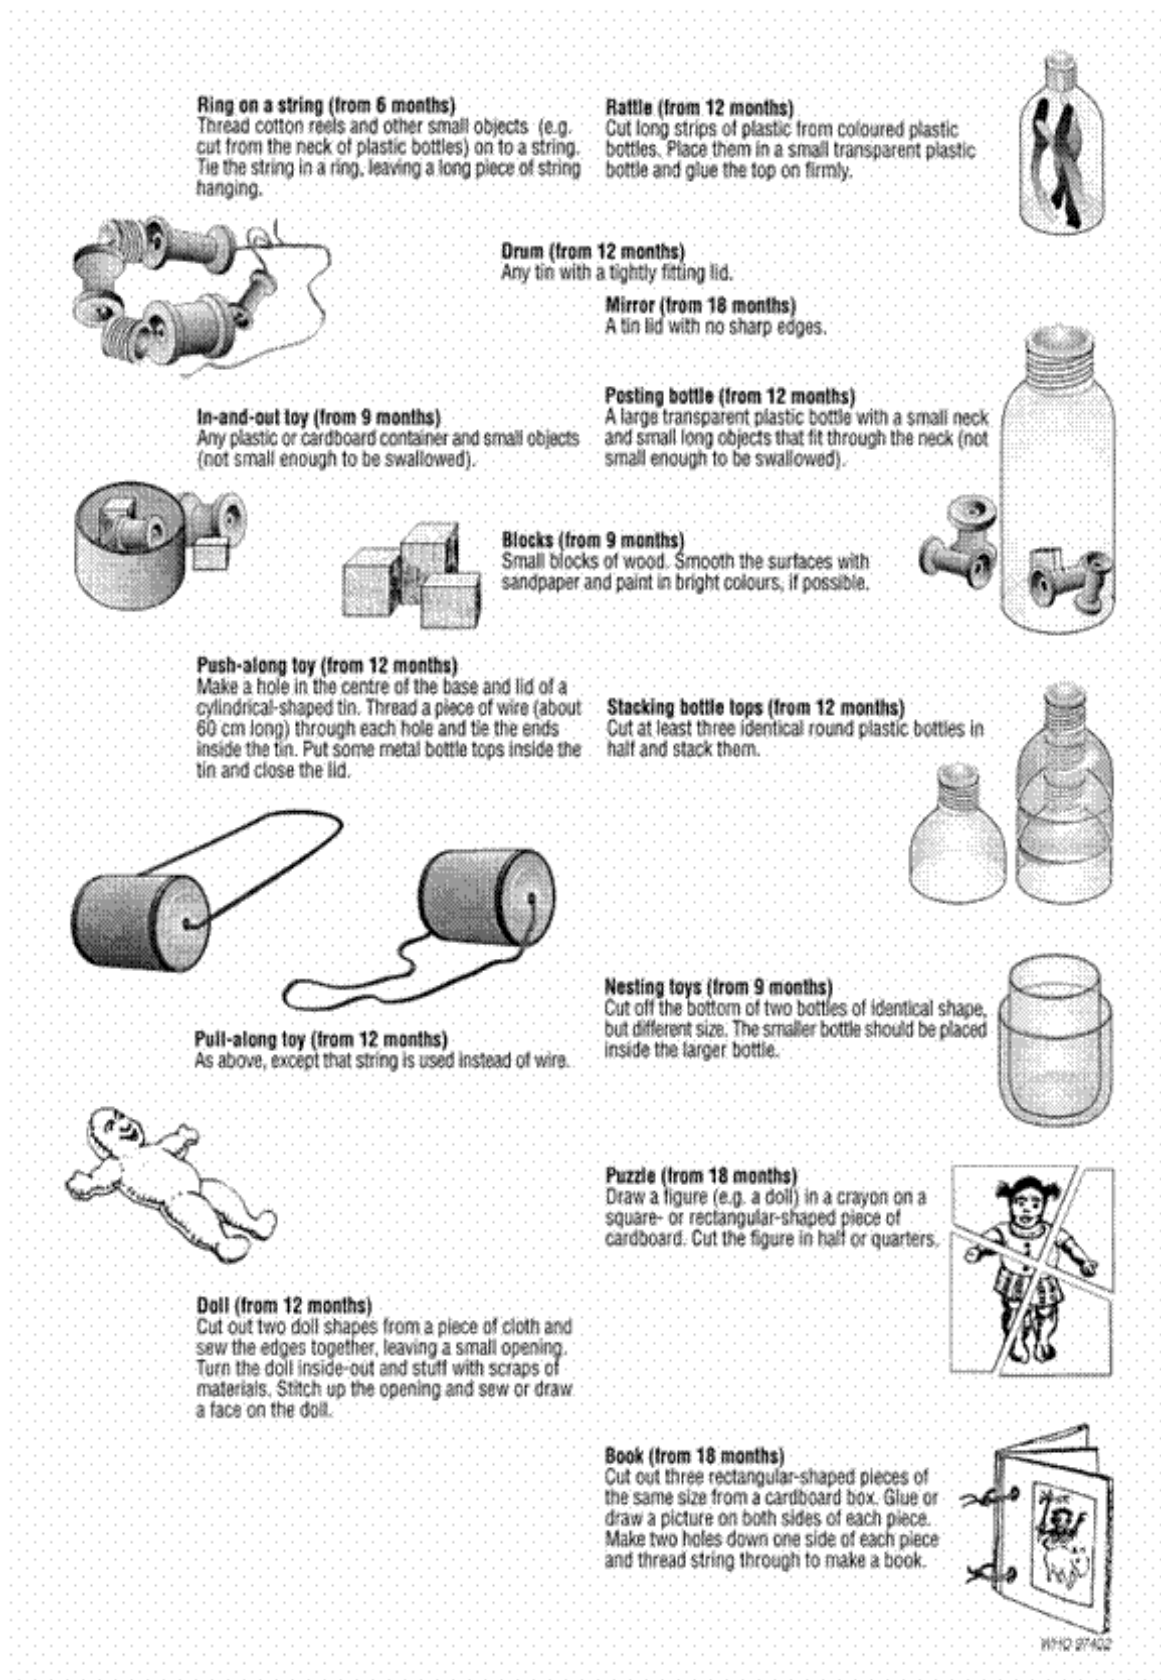 Ring on a string (from 6 months)
Thread cotton reels and other small objects (e.g.
cut from the neck of plastic bottles) on to a string.
Tie the string in a ring, leaving a long piece of string
hanging.
Rattle (from 12 months)
Cut long strips of plastic from coloured plastic
bottles. Place them in a small transparent plastic
bottle and glue the top on firmly.
Drum (from 12 months)
Any tin with a tightly fitting lid.
Mirror (from 18 months)
A tin lid with no sharp edges.
In-and-out toy (from 9 months)
Any plastic or cardboard container and small objects
(not small enough to be swallowed).
Posting bottle (from 12 months)
A large transparent plastic bottle with a small neck
and small long objects that fit through the neck (not
small enough to be swallowed).
Blocks (from 9 months)
Small blocks of wood. Smooth the surfaces with
sandpaper and paint in bright colours, if possible.
Push-along toy (from 12 months)
Make a hole in the centre of the base and lid of a
cylindrical-shaped tin. Thread a piece of wire (about
60 cm long) through each hole and tie the ends
inside the tin. Put some metal bottle tops inside the
tin and close the lid.
Stacking bottle tops (from 12 months)
Cut at least three identical round plastic bottles in
half and stack them.
Pull-along toy (from 12 months)
As above, except that string is used instead of wire.
Nesting toys (from 9 months)
Cut off the bottom of two bottles of identical shape,
but different size. The smaller bottle should be placed
inside the larger bottle.
Doll (from 12 months)
Cut out two doll shapes from a piece of cloth and
sew the edges together, leaving a small opening.
Turn the doll inside-out and stuff with scraps of
materials. Stitch up the opening and sew or draw
a face on the doll.
Puzzle (from 18 months)
Draw a figure (e.g. a doll) in a crayon on a
square- or rectangular-shaped piece of
cardboard. Cut the figure in half or quarters.
Book (from 18 months)
Cut out three rectangular-shaped pieces of
the same size from a cardboard box. Glue or
draw a picture on both sides of each piece.
Make two holes down one side of each piece
and thread string through to make a book.
WHO 97402